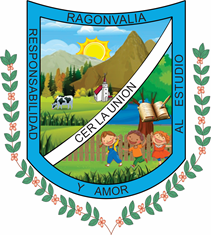 RAGONVALIA
RESPONSABILIDAD
CER LA UNION
AL ESTUDIO
Y AMOR